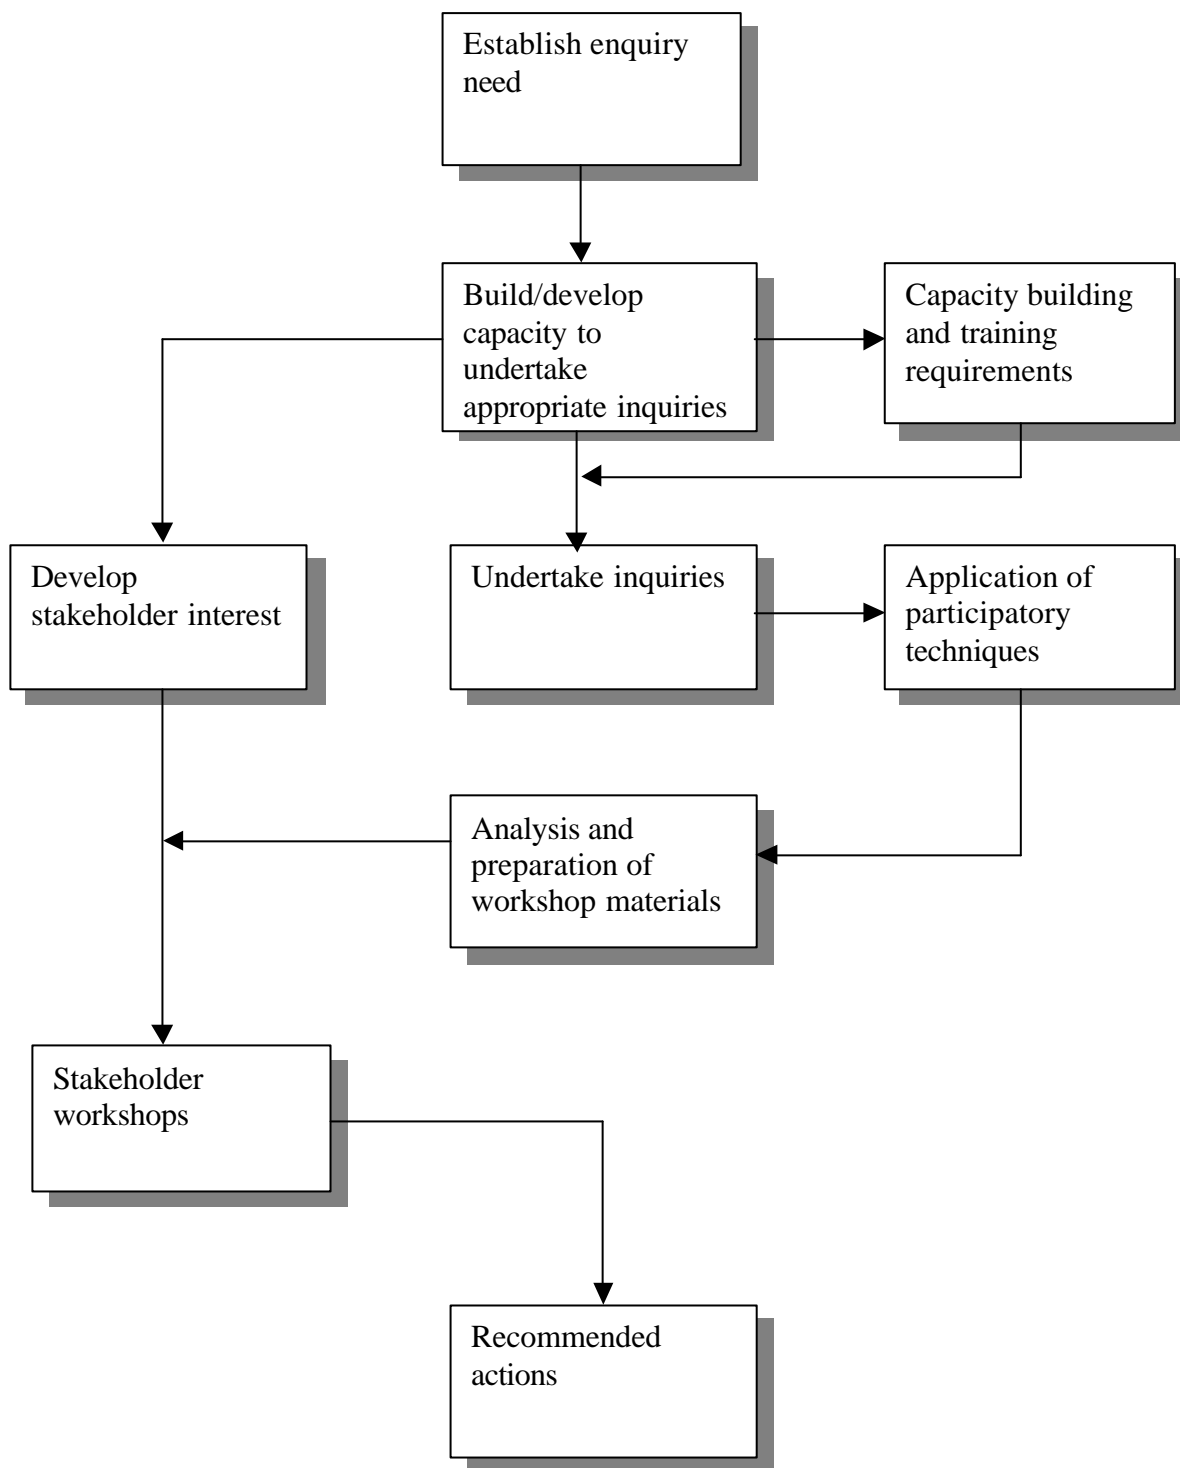 Establish enquiry
need
Build/develop
capacity to
undertake
appropriate inquiries
Capacity building
and training
requirements
Develop
stakeholder interest
Undertake inquiries
Application of
participatory
techniques
Analysis and
preparation of
workshop materials
Stakeholder
workshops
Recommended
actions